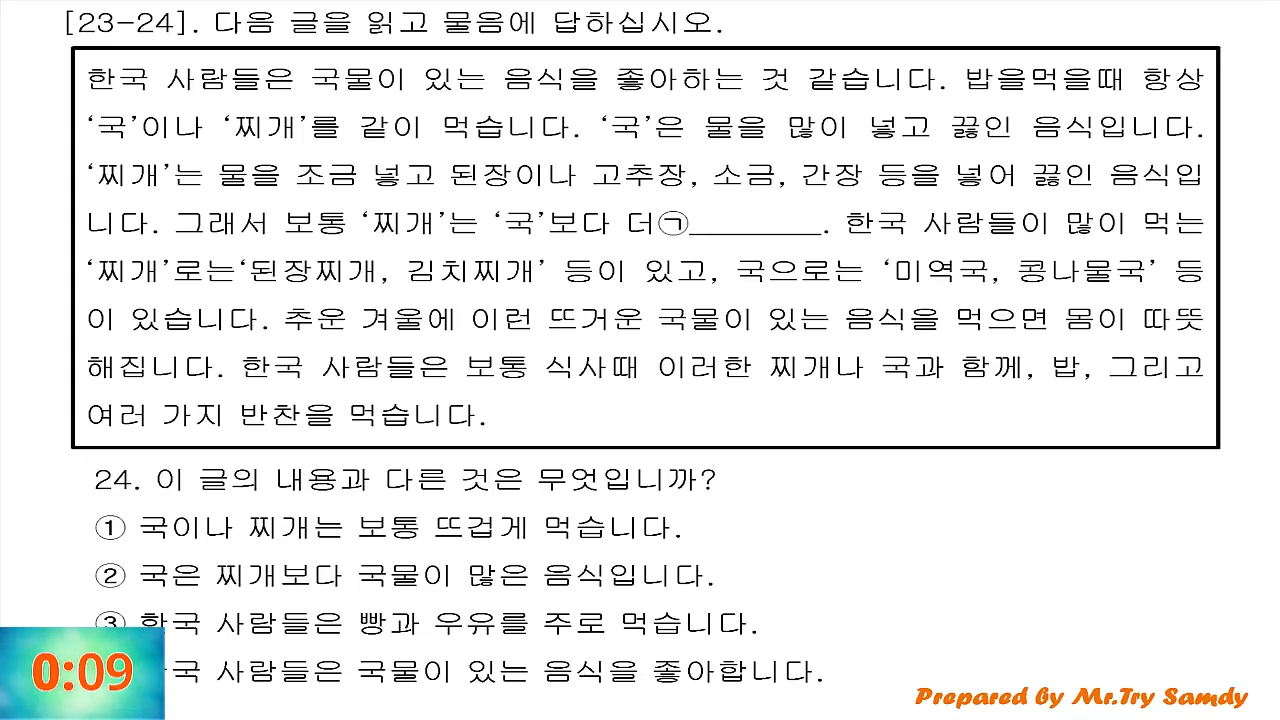 [23-24]. 다음 글을 읽고 물음에 답하십시오.
한국 사람들은 국물이 있는 음식을 좋아하는 것 같습니다. 밥을먹을때 항상
‘국’이나 ‘찌개’를 같이 먹습니다. ‘국’은 물을 많이 넣고 끓인 음식입니다.
‘찌개’는 물을 조금 넣고 된장이나 고추장, 소금, 간장 등을 넣어 끓인 음식입
니다. 그래서 보통 ‘찌개’는 ‘국’보다 더㉠________. 한국 사람들이 많이 먹는
‘찌개’로는‘된장찌개, 김치찌개’ 등이 있고, 국으로는 ‘미역국, 콩나물국’ 등
이 있습니다. 추운 겨울에 이런 뜨거운 국물이 있는 음식을 먹으면 몸이 따뜻
해집니다. 한국 사람들은 보통 식사때 이러한 찌개나 국과 함께, 밥, 그리고
여러 가지 반찬을 먹습니다.
24. 이 글의 내용과 다른 것은 무엇입니까?
① 국이나 찌개는 보통 뜨겁게 먹습니다.
② 국은 찌개보다 국물이 많은 음식입니다.
③ 한국 사람들은 빵과 우유를 주로 먹습니다.
한국 사람들은 국물이 있는 음식을 좋아합니다.
0:09
Prepared by Mr.Try Samdy